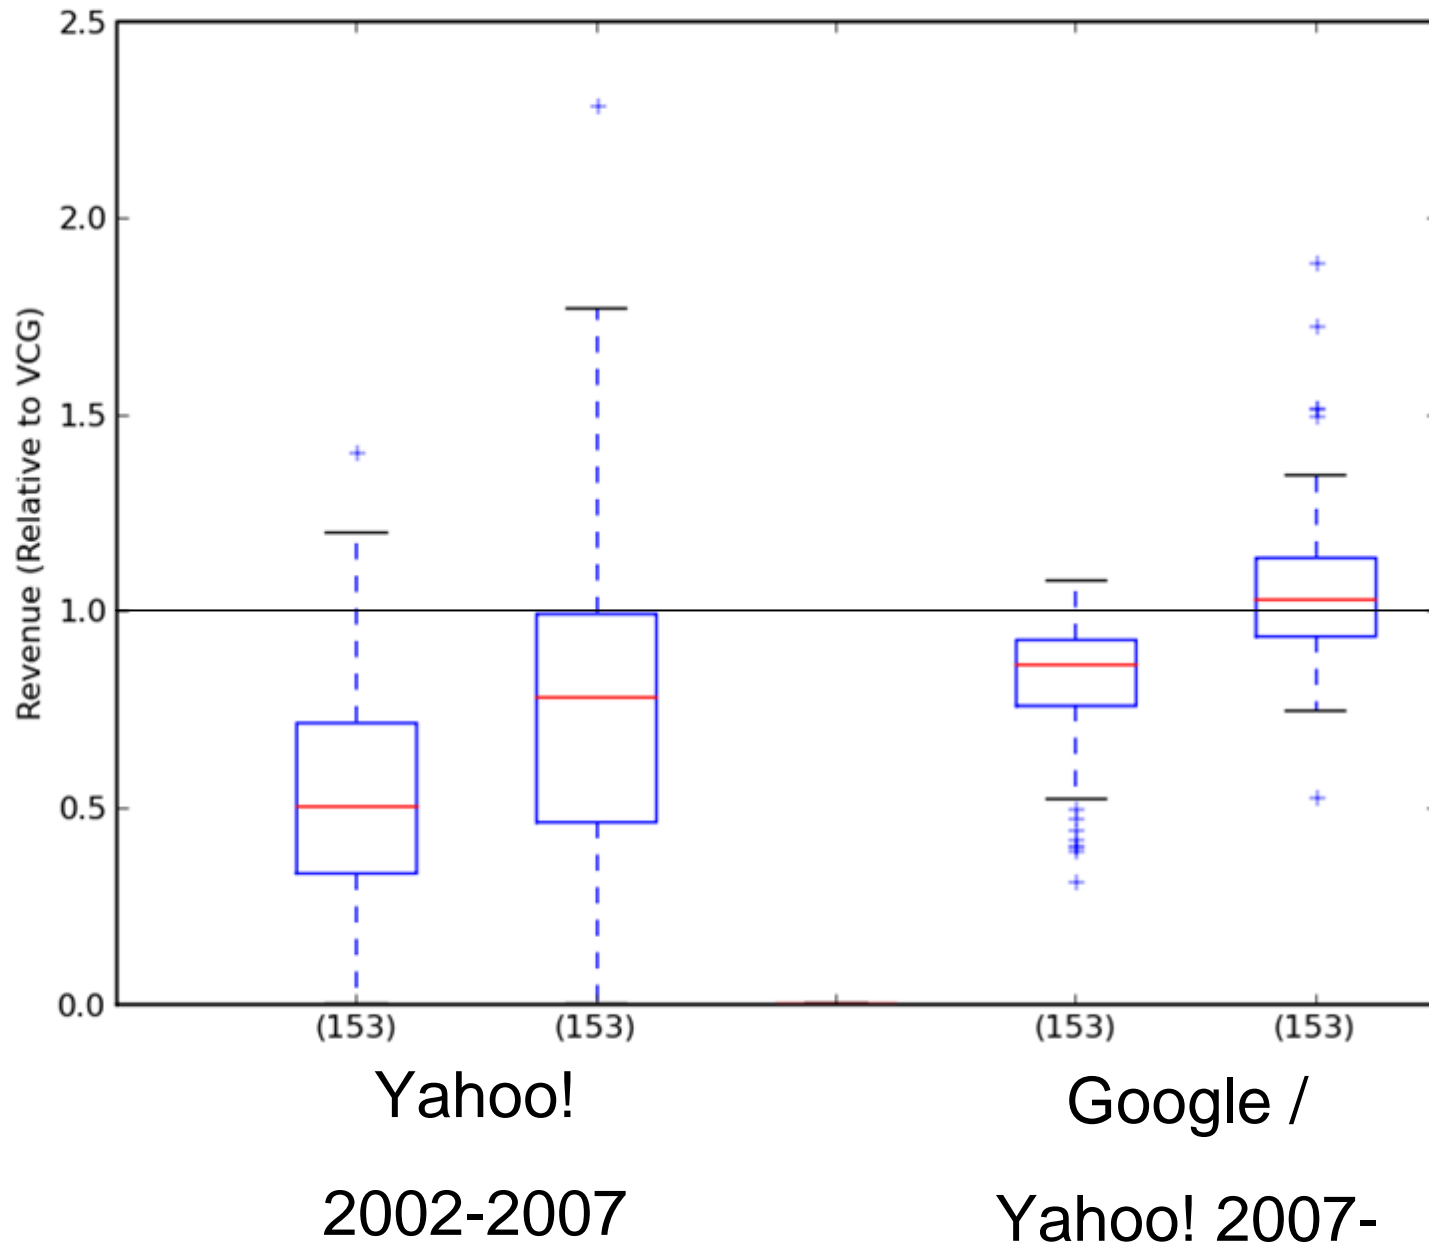 2.5
2.0
1.5
1.0
0.5
0.0
Revenue (Relative to VCG)
(153)
(153)
(153)
(153)
Yahoo!
2002-2007
Google /
Yahoo! 2007-